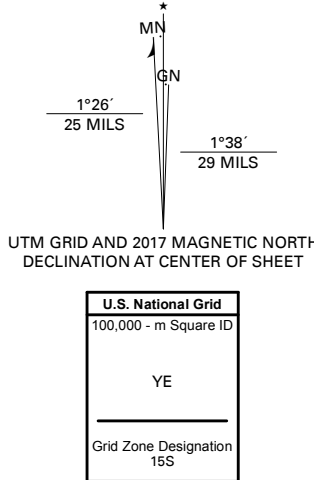 MN
GN
1°26´
25 MILS
1°38´
29 MILS
UTM GRID AND 2017 MAGNETIC NORTH
DECLINATION AT CENTER OF SHEET
U.S. National Grid
100,000 - m Square ID
YE
Grid Zone Designation
15S